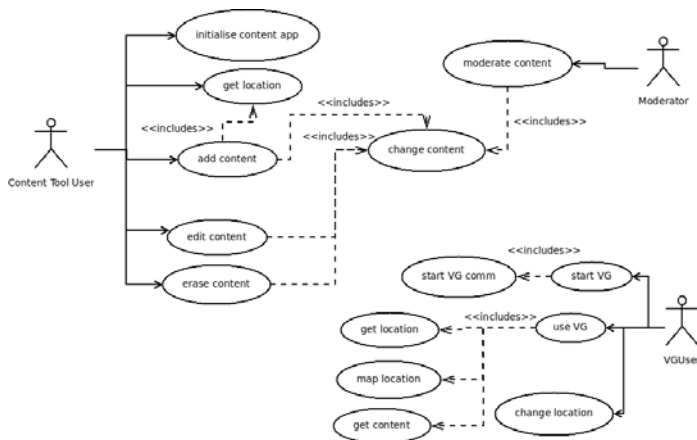 initialise content app
moderate content
Moderator
get location
<<includes>>
<<includes>>
<<includes>>
<<includes>>
add content
change content
Content Tool User
edit content
<<includes>>
start VG comm
start VG
erase content
<<includes>>
get location
use VG
VGUser
map location
change location
get content